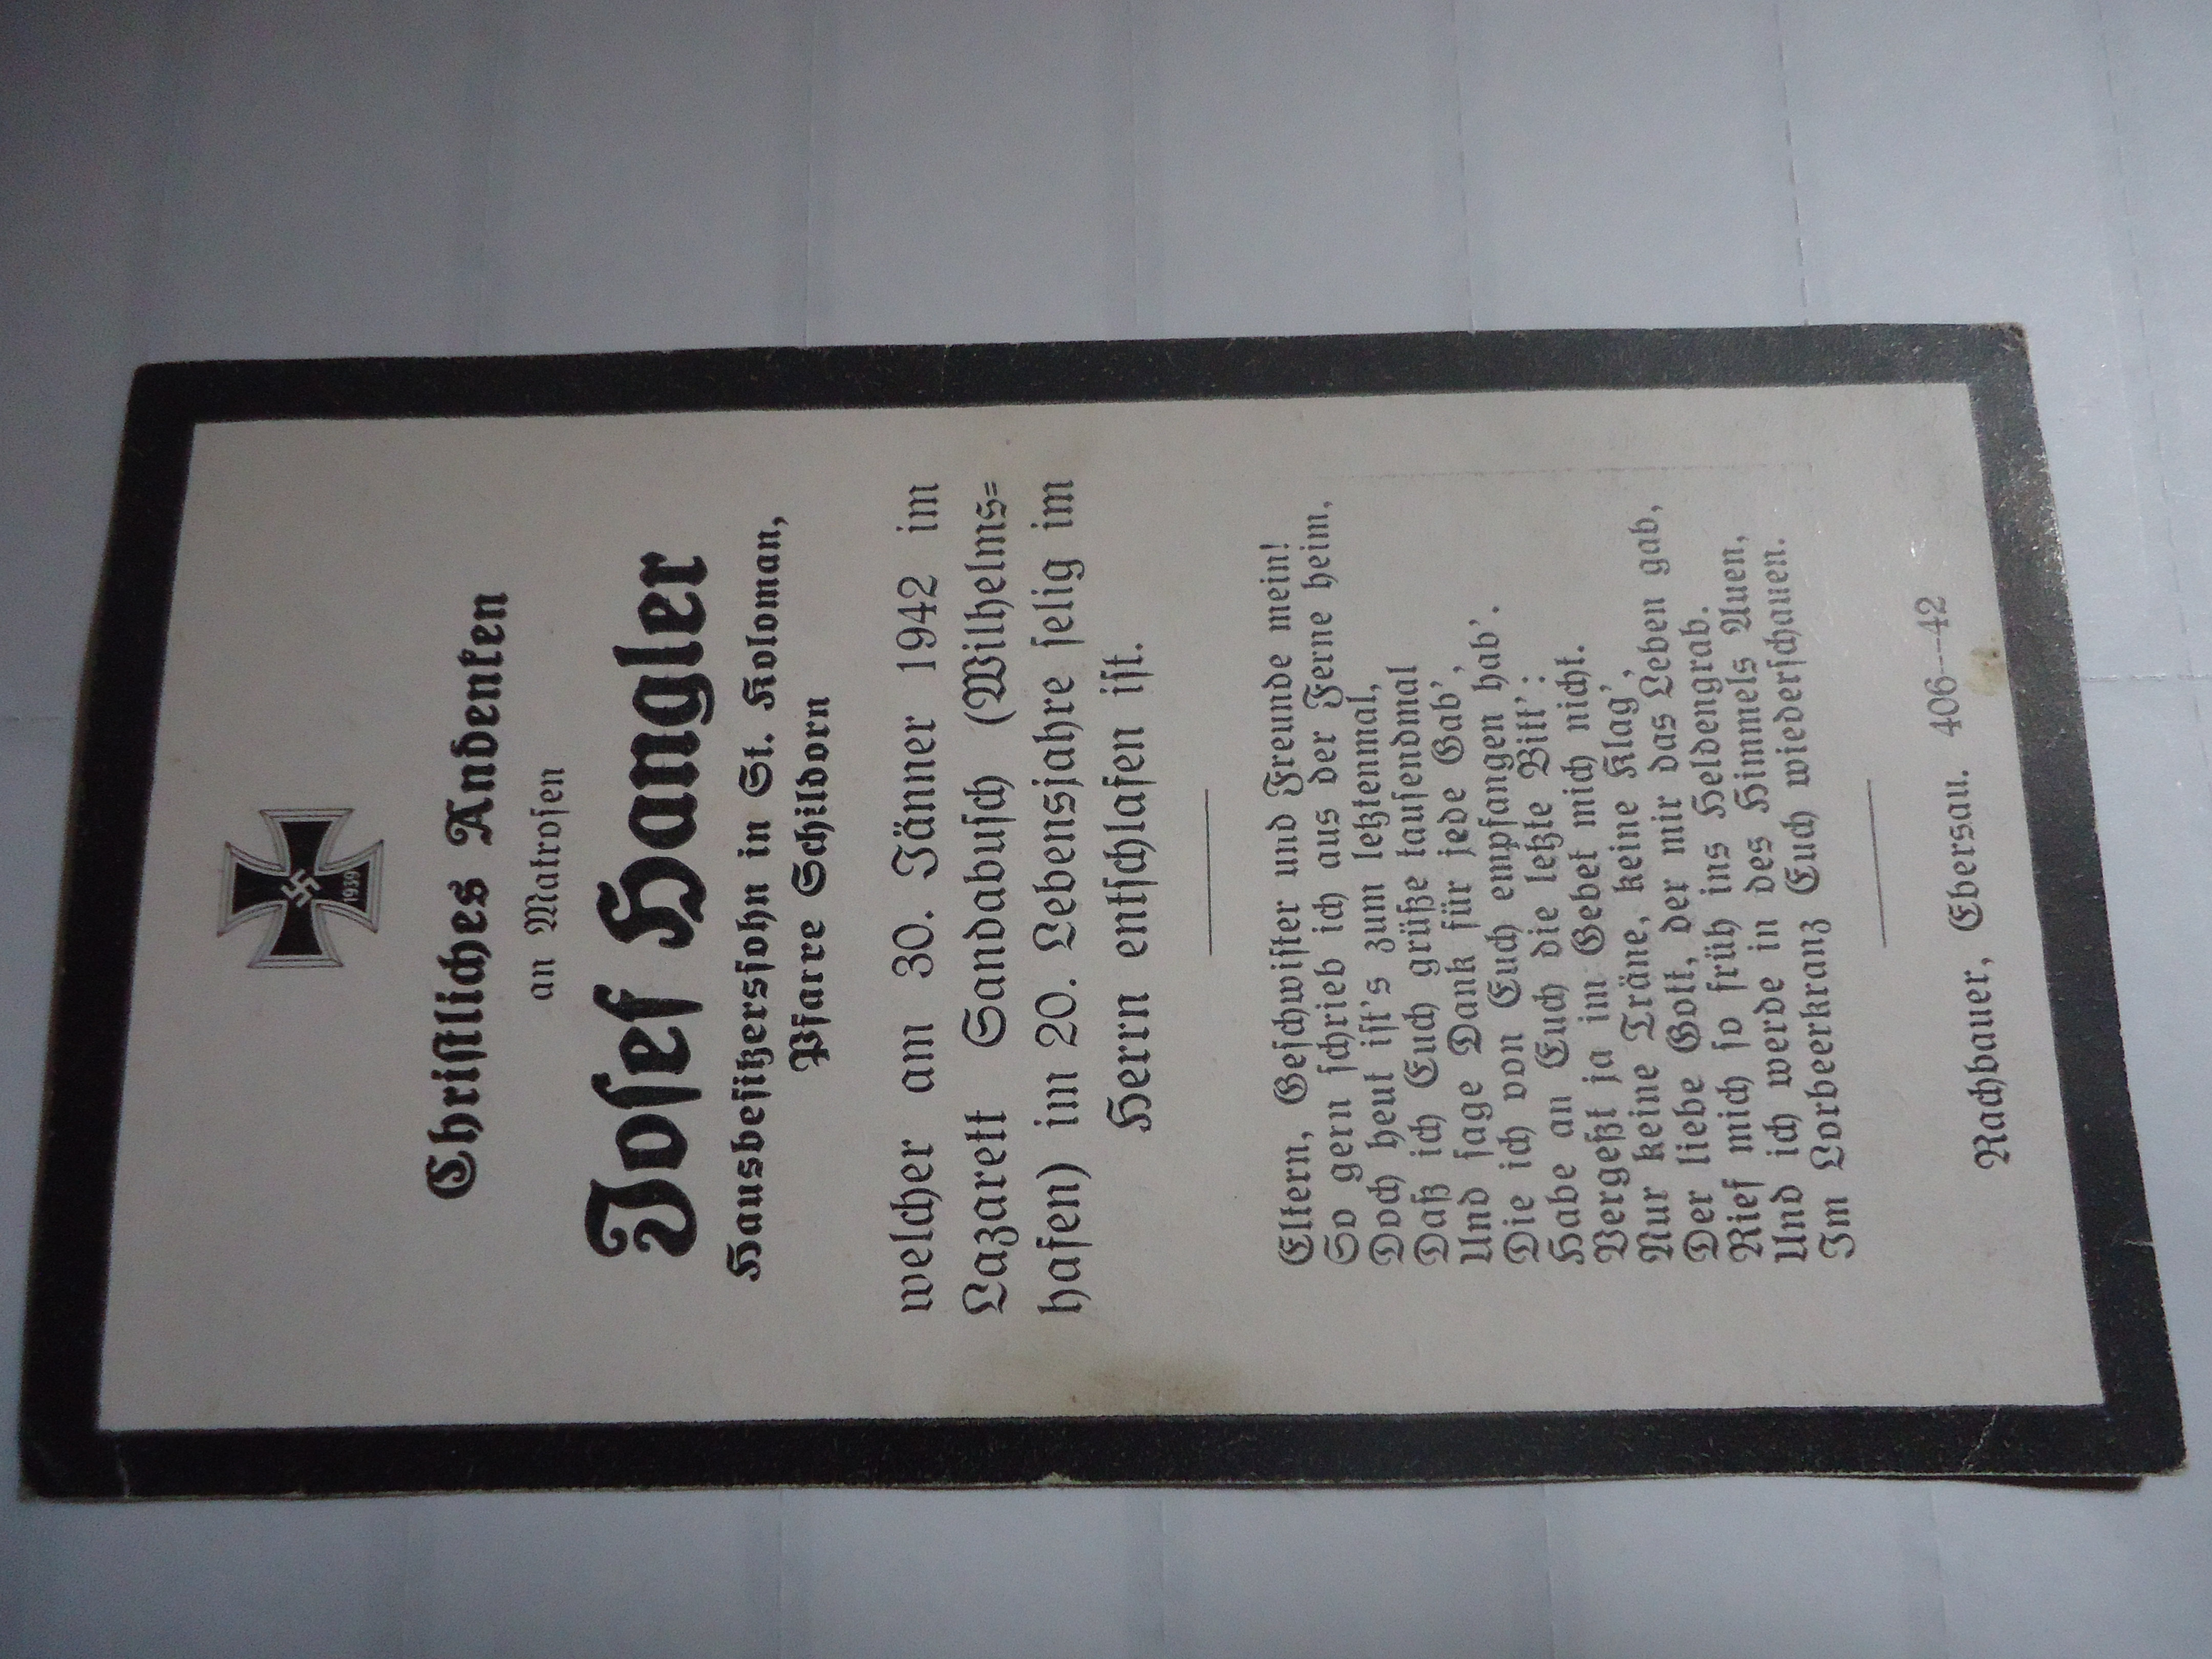 1939
Christliches Andenken
an Matrosen
Josef Hangler
Hausbesitzerssohn in St. Koloman,
Pfarre Schildorn
welcher am 30. Jänner 1942 im
Lazarett Sandabusch (Wilhelms=
hafen) im 20. Lebensjahre selig im
Herrn entschlafen ist.
Eltern, Geschwister und Freunde mein!
So gern schrieb ich aus der Ferne heim,
Doch heut ist's zum letztenmal,
Daß ich Euch grüße tausendmal
Und sage Dank für jede Gab',
Die ich von Euch empfangen hab'.
Habe an Euch die letzte Bitt':
Vergeßt ja im Gebet mich nicht.
Nur keine Träne, keine Klag',
Der liebe Gott, der mir das Leben gab,
Rief mich so früh ins Heldengrab.
Und ich werde in des Himmels Auen,
Im Lorbeerkranz Euch wiederschauen.
Rachbauer, Ebersau. 406—42